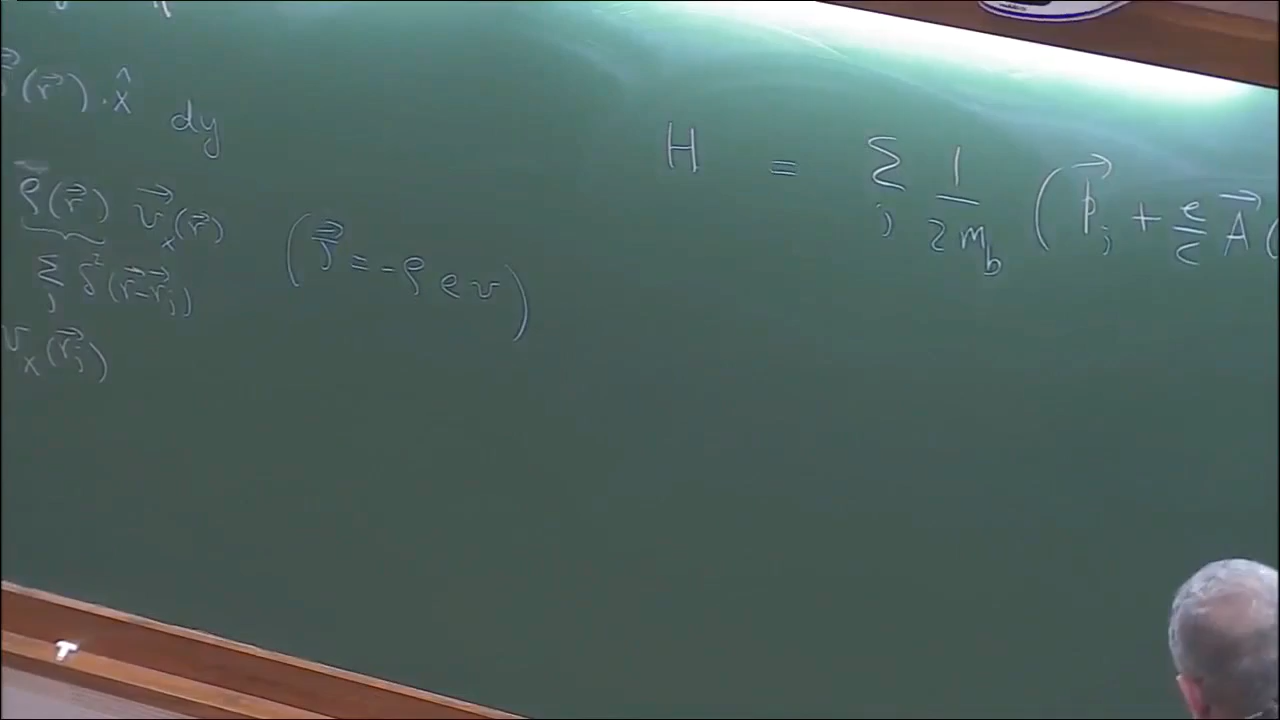 (r⃗) · x̂ dy
ρ(r⃗) v⃗ₓ(r⃗)
Σⱼ δ²(r⃗-r⃗ⱼ)
vₓ(r⃗ⱼ)
(J⃗ = -ρ e v)
H = Σⱼ 1/2m_b (p⃗ⱼ + e/c A⃗(